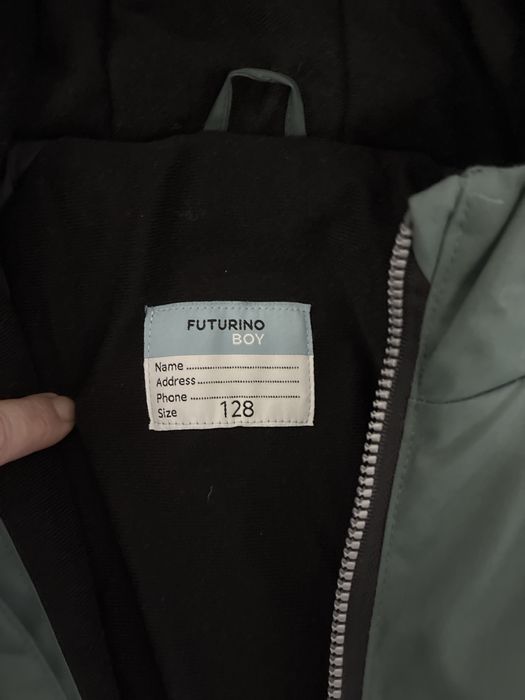 FUTURINO
BOY
Name
Address
Phone
Size 128